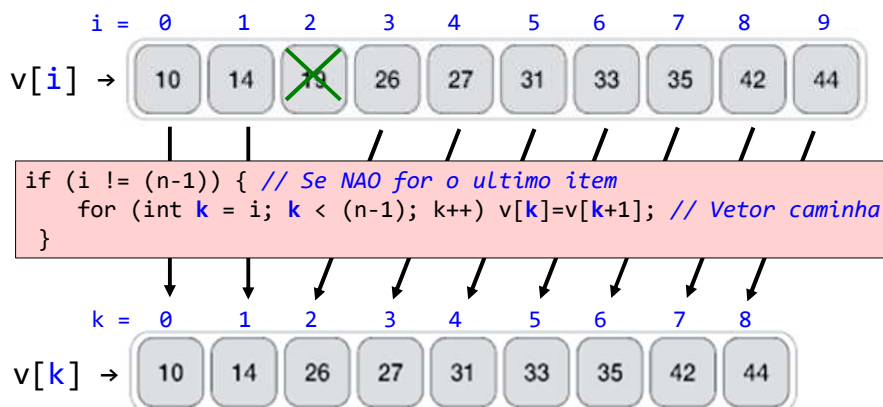 i = 0 1 2 3 4 5 6 7 8 9
v[i] → 10 14 19 26 27 31 33 35 42 44
if (i != (n-1)) { // Se NAO for o ultimo item
for (int k = i; k < (n-1); k++) v[k]=v[k+1]; // Vetor caminha
}
k = 0 1 2 3 4 5 6 7 8
v[k] → 10 14 26 27 31 33 35 42 44